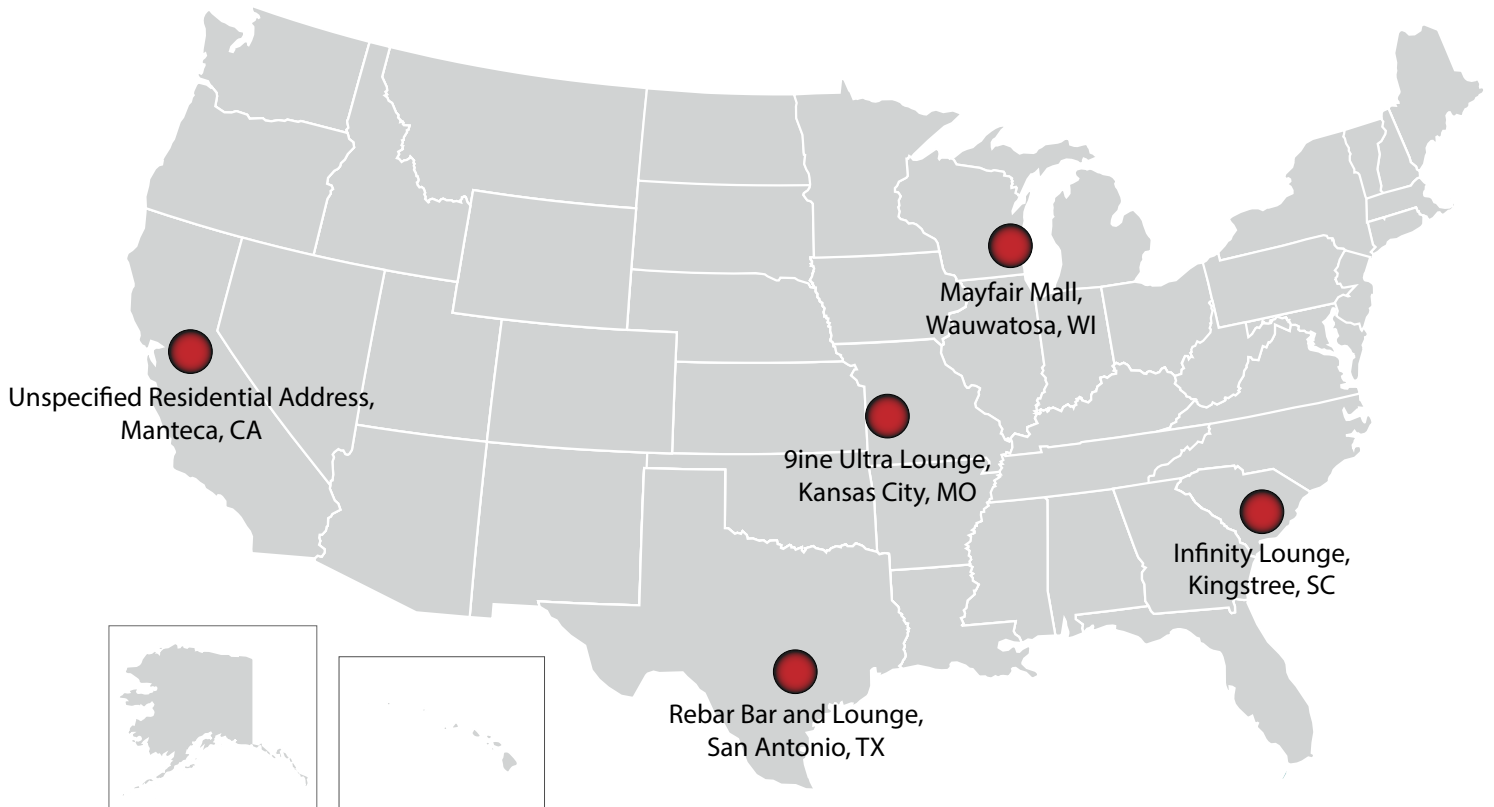 Mayfair Mall,
Wauwatosa, WI
Unspecified Residential Address,
Manteca, CA
9ine Ultra Lounge,
Kansas City, MO
Infinity Lounge,
Kingstree, SC
Rebar Bar and Lounge,
San Antonio, TX